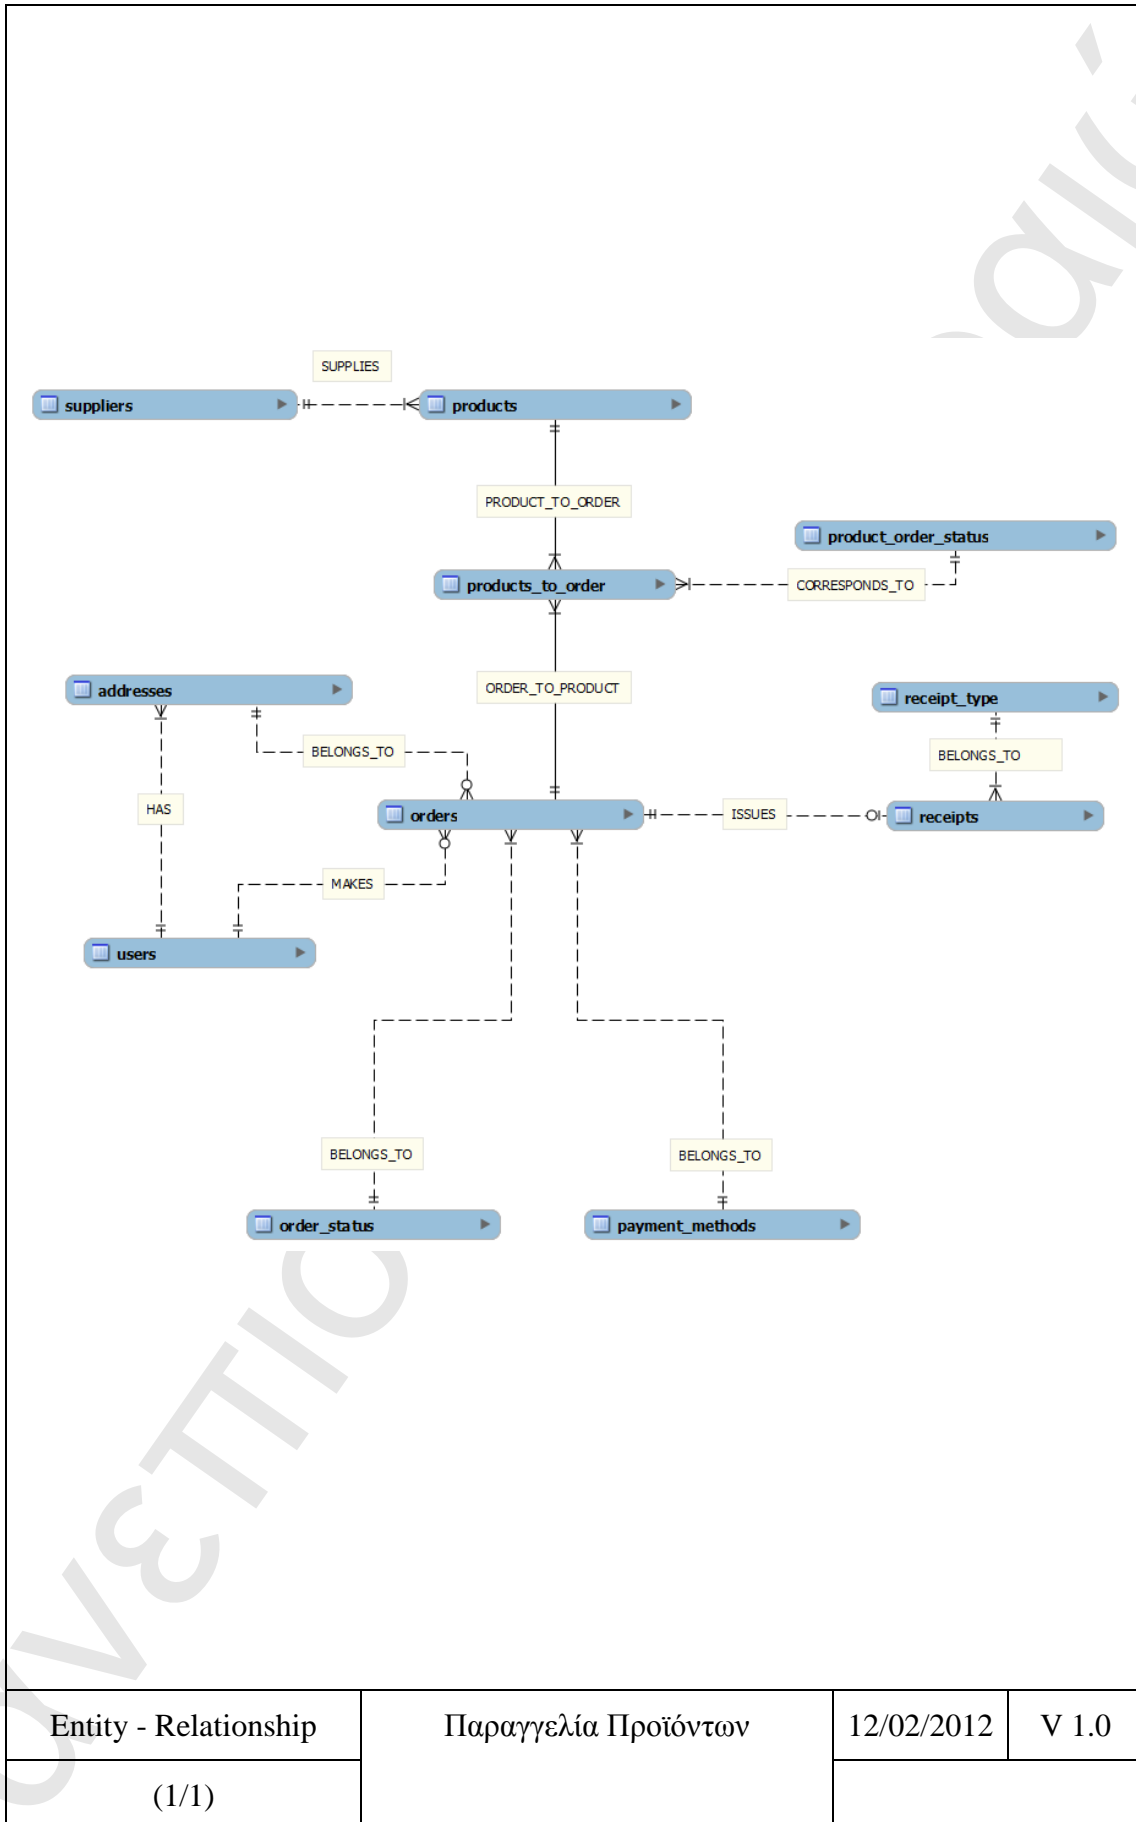 SUPPLIES
suppliers
products
PRODUCT_TO_ORDER
product_order_status
products_to_order
CORRESPONDS_TO
addresses
ORDER_TO_PRODUCT
receipt_type
BELONGS_TO
BELONGS_TO
HAS
orders
ISSUES
receipts
MAKES
users
BELONGS_TO
BELONGS_TO
order_status
payment_methods
Entity - Relationship
Παραγγελία Προϊόντων
12/02/2012
V 1.0
(1/1)